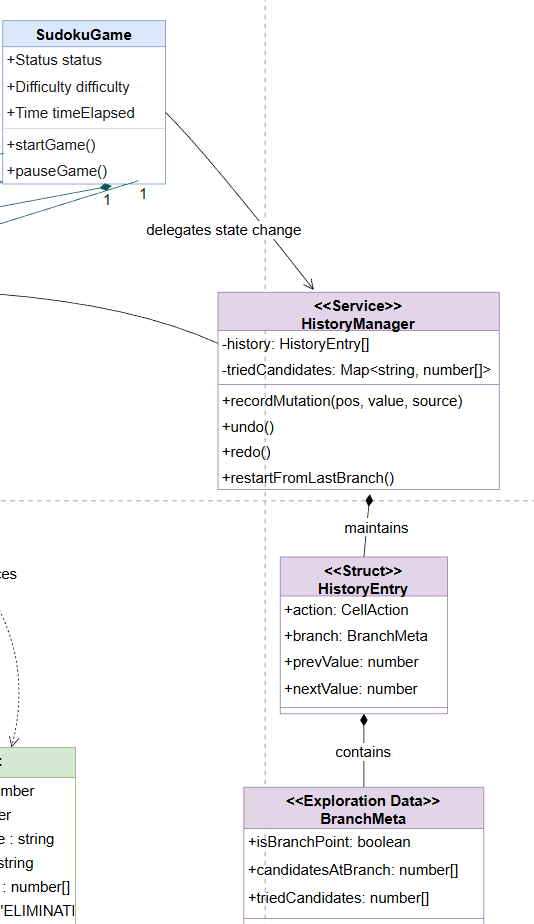 SudokuGame
+Status status
+Difficulty difficulty
+Time timeElapsed
+startGame()
+pauseGame()
1
1
delegates state change
<<Service>>
HistoryManager
-history: HistoryEntry[]
-triedCandidates: Map<string, number[]>
+recordMutation(pos, value, source)
+undo()
+redo()
+restartFromLastBranch()
maintains
<<Struct>>
HistoryEntry
+action: CellAction
+branch: BranchMeta
+prevValue: number
+nextValue: number
contains
<<Exploration Data>>
BranchMeta
+isBranchPoint: boolean
+candidatesAtBranch: number[]
+triedCandidates: number[]
: string
: number[]